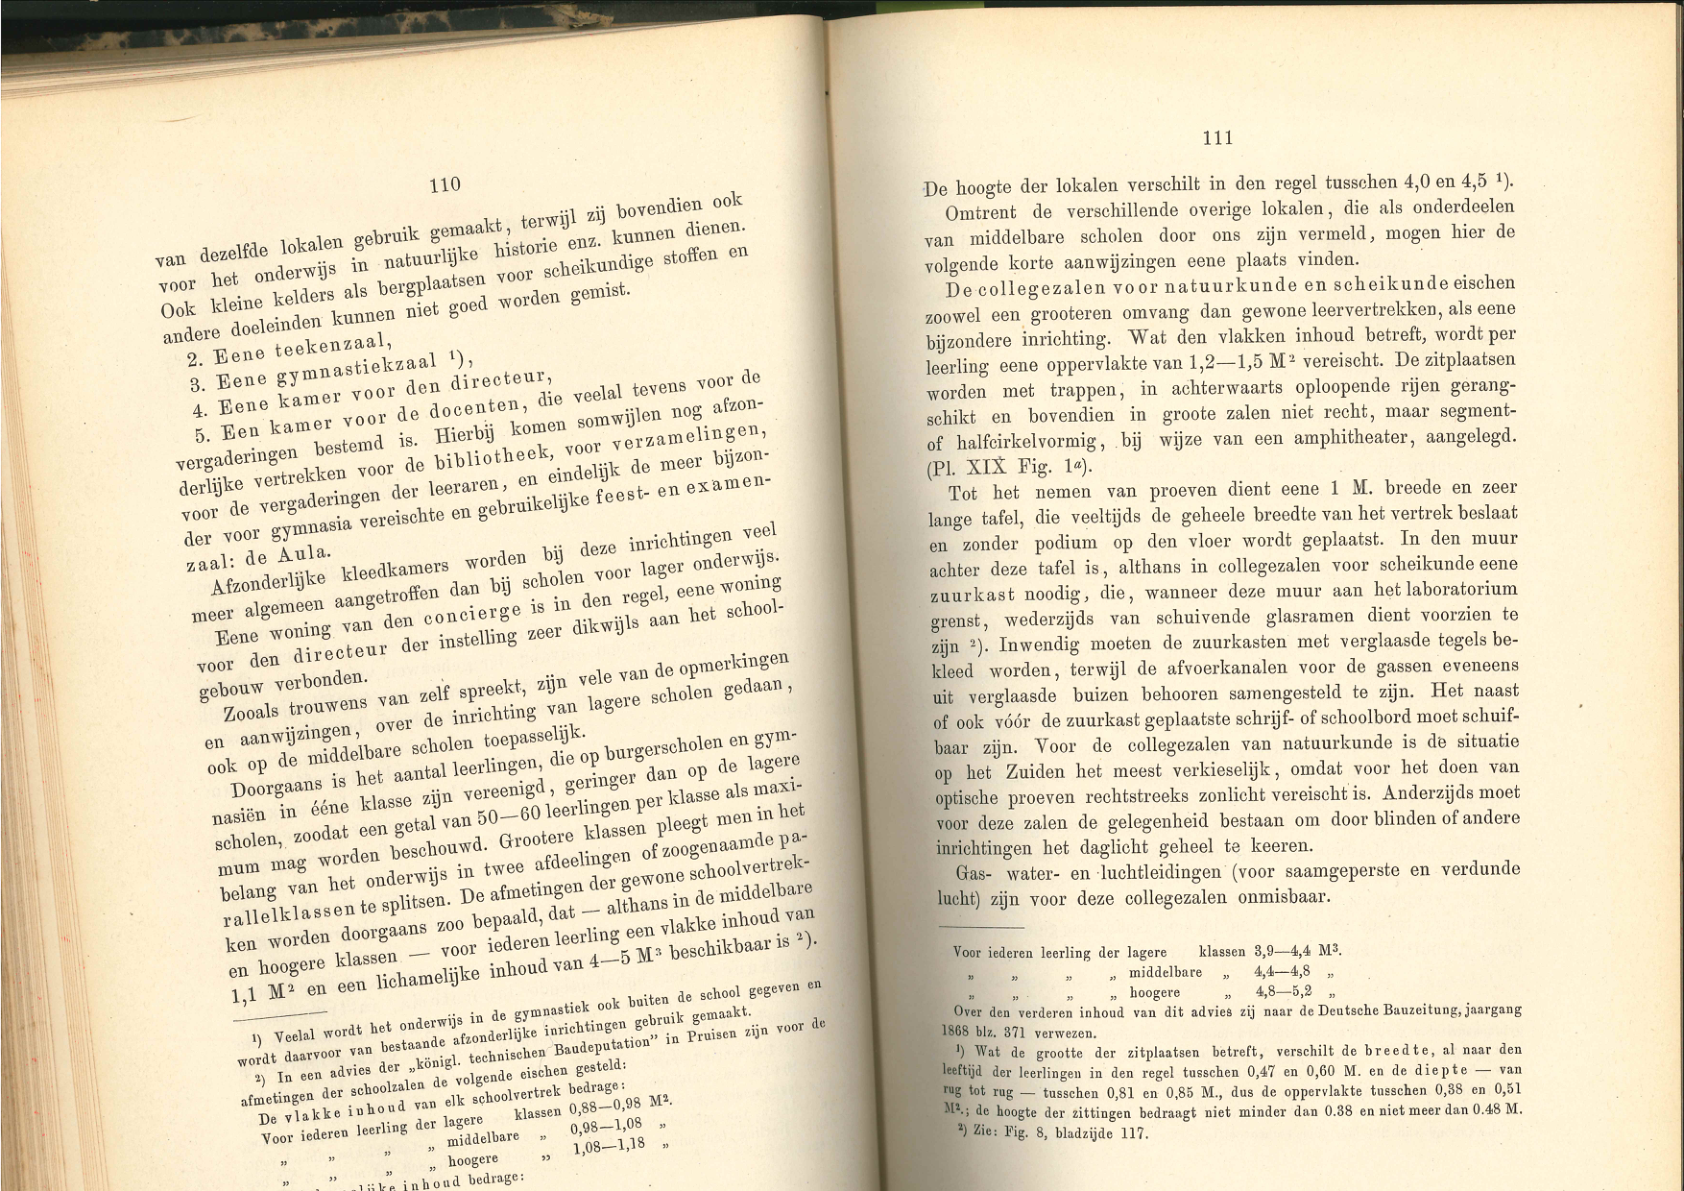 110
van dezelfde lokalen gebruik gemaakt, terwijl zij bovendien ook
voor het onderwijs in natuurlijke historie enz. kunnen dienen.
Ook kleine kelders als bergplaatsen voor scheikundige stoffen en
andere doeleinden kunnen niet goed worden gemist.
2. Eene teekenzaal,
3. Eene gymnastiekzaal ¹),
4. Eene kamer voor den directeur,
5. Een kamer voor de docenten, die veelal tevens voor de
vergaderingen bestemd is. Hierbij komen somwijlen nog afzon-
derlijke vertrekken voor de bibliotheek, voor verzamelingen,
voor de vergaderingen der leeraren, en eindelijk de meer bijzon-
der voor gymnasia vereischte en gebruikelijke feest- en examen-
zaal: de Aula.
Afzonderlijke kleedkamers worden bij deze inrichtingen veel
meer algemeen aangetroffen dan bij scholen voor lager onderwijs.
Eene woning van den concierge is in den regel, eene woning
voor den directeur der instelling zeer dikwijls aan het school-
gebouw verbonden.
Zooals trouwens van zelf spreekt, zijn vele van de opmerkingen
en aanwijzingen, over de inrichting van lagere scholen gedaan,
ook op de middelbare scholen toepasselijk.
Doorgaans is het aantal leerlingen, die op burgerscholen en gym-
nasiën in ééne klasse zijn vereenigd, geringer dan op de lagere
scholen, zoodat een getal van 50—60 leerlingen per klasse als maxi-
mum mag worden beschouwd. Grootere klassen pleegt men in het
belang van het onderwijs in twee afdeelingen of zoogenaamde pa-
rallelklassen te splitsen. De afmetingen der gewone schoolvertrek-
ken worden doorgaans zoo bepaald, dat — althans in de middelbare
en hoogere klassen — voor iederen leerling een vlakke inhoud van
1,1 M² en een lichamelijke inhoud van 4—5 M³ beschikbaar is ²).
¹) Veelal wordt het onderwijs in de gymnastiek ook buiten de school gegeven en
wordt daarvoor van bestaande afzonderlijke inrichtingen gebruik gemaakt.
²) In een advies der „königl. technischen Baudeputation” in Pruisen zijn voor de
afmetingen der schoolzalen de volgende eischen gesteld:
De vlakke inhoud van elk schoolvertrek bedrage:
Voor iederen leerling der lagere klassen 0,88—0,98 M².
„ „ „ „ middelbare „ 0,98—1,08 „
„ „ „ „ hoogere „ 1,08—1,18 „
inhoud bedrage:
111
De hoogte der lokalen verschilt in den regel tusschen 4,0 en 4,5 ¹).
Omtrent de verschillende overige lokalen, die als onderdeelen
van middelbare scholen door ons zijn vermeld, mogen hier de
volgende korte aanwijzingen eene plaats vinden.
De collegezalen voor natuurkunde en scheikunde eischen
zoowel een grooteren omvang dan gewone leervertrekken, als eene
bijzondere inrichting. Wat den vlakken inhoud betreft, wordt per
leerling eene oppervlakte van 1,2—1,5 M² vereischt. De zitplaatsen
worden met trappen, in achterwaarts oploopende rijen gerang-
schikt en bovendien in groote zalen niet recht, maar segment-
of halfcirkelvormig, bij wijze van een amphitheater, aangelegd.
(Pl. XIX Fig. 1a).
Tot het nemen van proeven dient eene 1 M. breede en zeer
lange tafel, die veeltijds de geheele breedte van het vertrek beslaat
en zonder podium op den vloer wordt geplaatst. In den muur
achter deze tafel is, althans in collegezalen voor scheikunde eene
zuurkast noodig, die, wanneer deze muur aan het laboratorium
grenst, wederzijds van schuivende glasramen dient voorzien te
zijn ²). Inwendig moeten de zuurkasten met verglaasde tegels be-
kleed worden, terwijl de afvoerkanalen voor de gassen eveneens
uit verglaasde buizen behooren samengesteld te zijn. Het naast
of ook vóór de zuurkast geplaatste schrijf- of schoolbord moet schuif-
baar zijn. Voor de collegezalen van natuurkunde is de situatie
op het Zuiden het meest verkieselijk, omdat voor het doen van
optische proeven rechtstreeks zonlicht vereischt is. Anderzijds moet
voor deze zalen de gelegenheid bestaan om door blinden of andere
inrichtingen het daglicht geheel te keeren.
Gas- water- en luchtleidingen (voor saamgeperste en verdunde
lucht) zijn voor deze collegezalen onmisbaar.
Voor iederen leerling der lagere klassen 3,9—4,4 M³.
„ „ „ „ middelbare „ 4,4—4,8 „
„ „ „ „ hoogere „ 4,8—5,2 „
Over den verderen inhoud van dit advies zij naar de Deutsche Bauzeitung, jaargang
1868 blz. 371 verwezen.
¹) Wat de grootte der zitplaatsen betreft, verschilt de breedte, al naar den
leeftijd der leerlingen in den regel tusschen 0,47 en 0,60 M. en de diepte — van
rug tot rug — tusschen 0,81 en 0,85 M., dus de oppervlakte tusschen 0,38 en 0,51
M².; de hoogte der zittingen bedraagt niet minder dan 0.38 en niet meer dan 0.48 M.
²) Zie: Fig. 8, bladzijde 117.